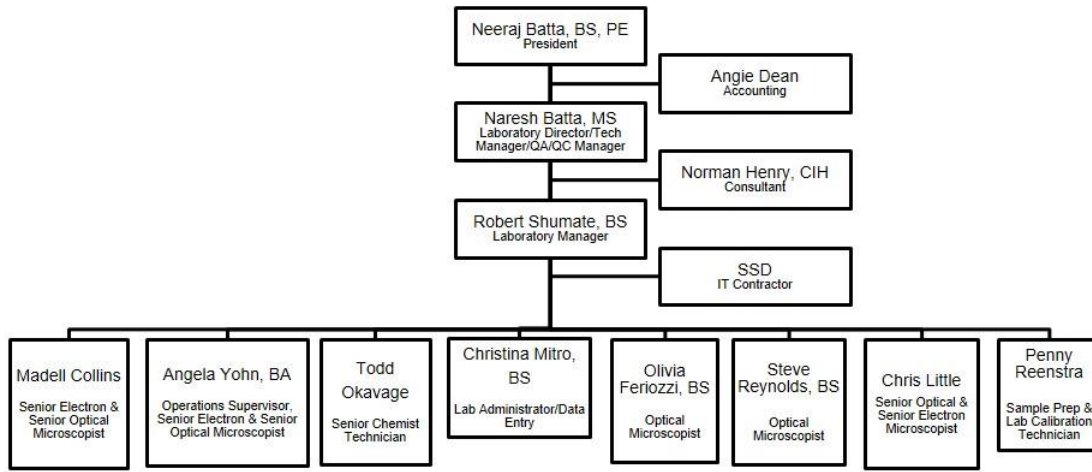 Neeraj Batta, BS, PE
President
Angie Dean
Accounting
Naresh Batta, MS
Laboratory Director/Tech
Manager/QA/QC Manager
Norman Henry, CIH
Consultant
Robert Shumate, BS
Laboratory Manager
SSD
IT Contractor
Madell Collins
Senior Electron &
Senior Optical
Microscopist
Angela Yohn, BA
Operations Supervisor,
Senior Electron & Senior
Optical Microscopist
Todd
Okavage
Senior Chemist
Technician
Christina Mitro,
BS
Lab Administrator/Data
Entry
Olivia
Feriozzi, BS
Optical
Microscopist
Steve
Reynolds, BS
Optical
Microscopist
Chris Little
Senior Optical &
Senior Electron
Microscopist
Penny
Reenstra
Sample Prep &
Lab Calibration
Technician